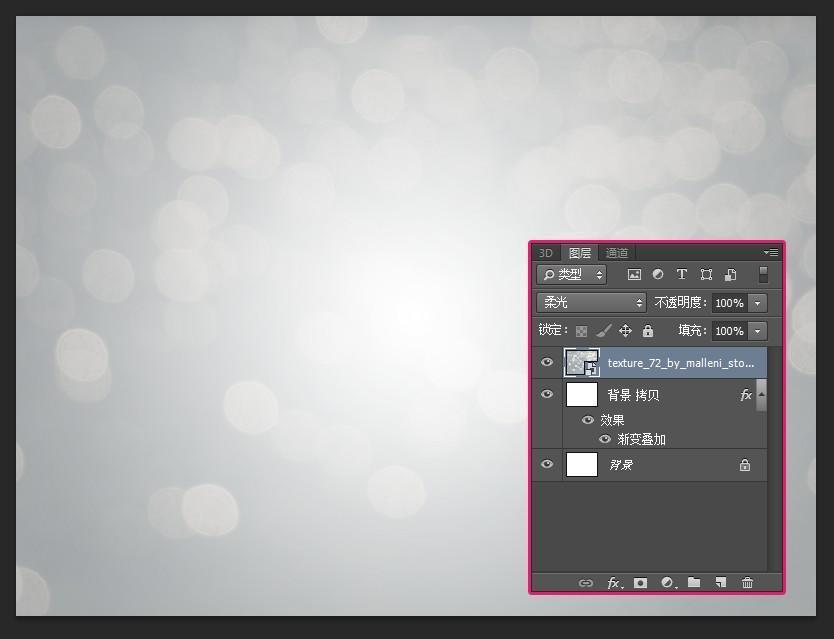 3D 图层 通道
类型 T
柔光 不透明度: 100%
锁定: 填充: 100%
texture_72_by_malleni_sto...
背景 拷贝 fx
效果
渐变叠加
背景
fx